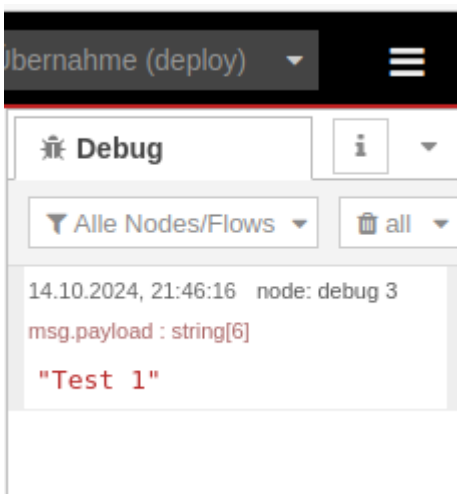 Übernahme (deploy)
Debug
i
Alle Nodes/Flows
all
14.10.2024, 21:46:16 node: debug 3
msg.payload : string[6]
"Test 1"